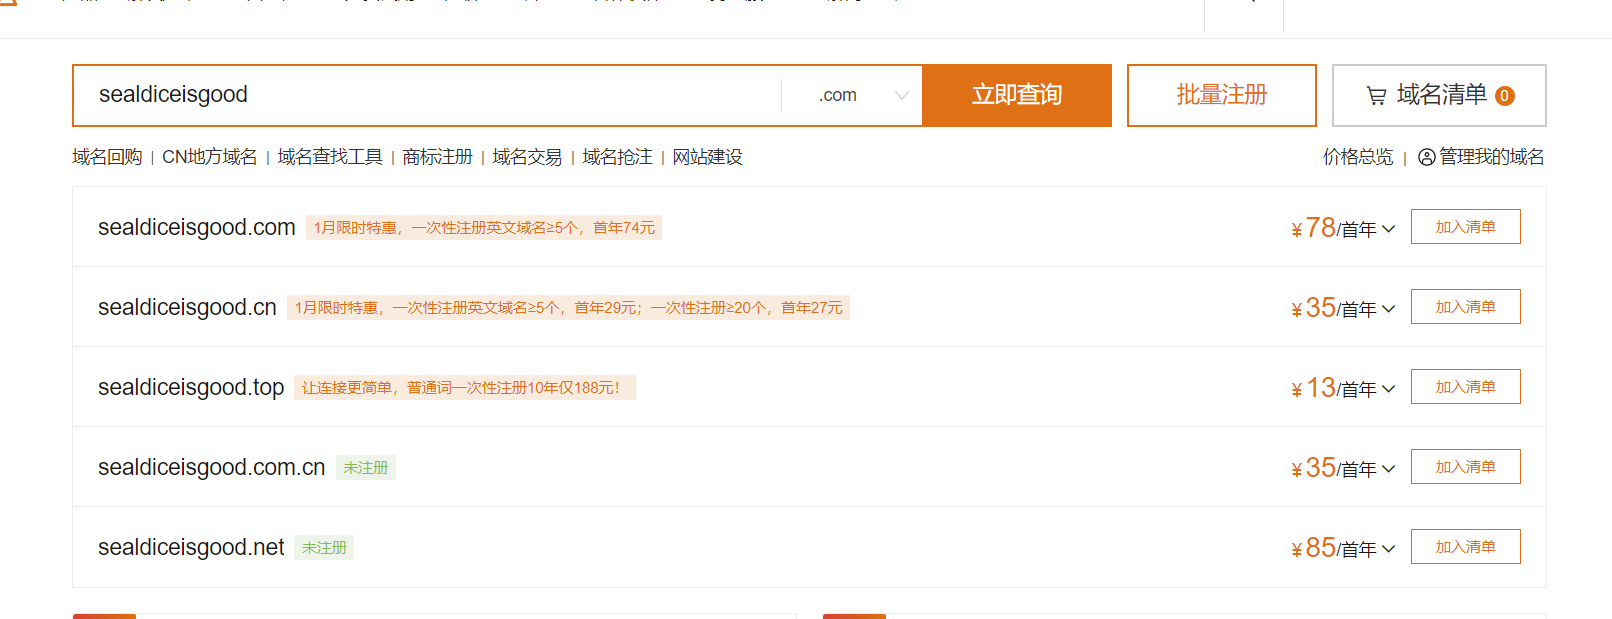 sealdiceisgood .com 立即查询 批量注册 域名清单 0
域名回购 | CN地方域名 | 域名查找工具 | 商标注册 | 域名交易 | 域名抢注 | 网站建设 价格总览 | 管理我的域名
sealdiceisgood.com 1月限时特惠，一次性注册英文域名≥5个，首年74元 ¥78/首年 加入清单
sealdiceisgood.cn 1月限时特惠，一次性注册英文域名≥5个，首年29元；一次性注册≥20个，首年27元 ¥35/首年 加入清单
sealdiceisgood.top 让连接更简单，普通词一次性注册10年仅188元！ ¥13/首年 加入清单
sealdiceisgood.com.cn 未注册 ¥35/首年 加入清单
sealdiceisgood.net 未注册 ¥85/首年 加入清单